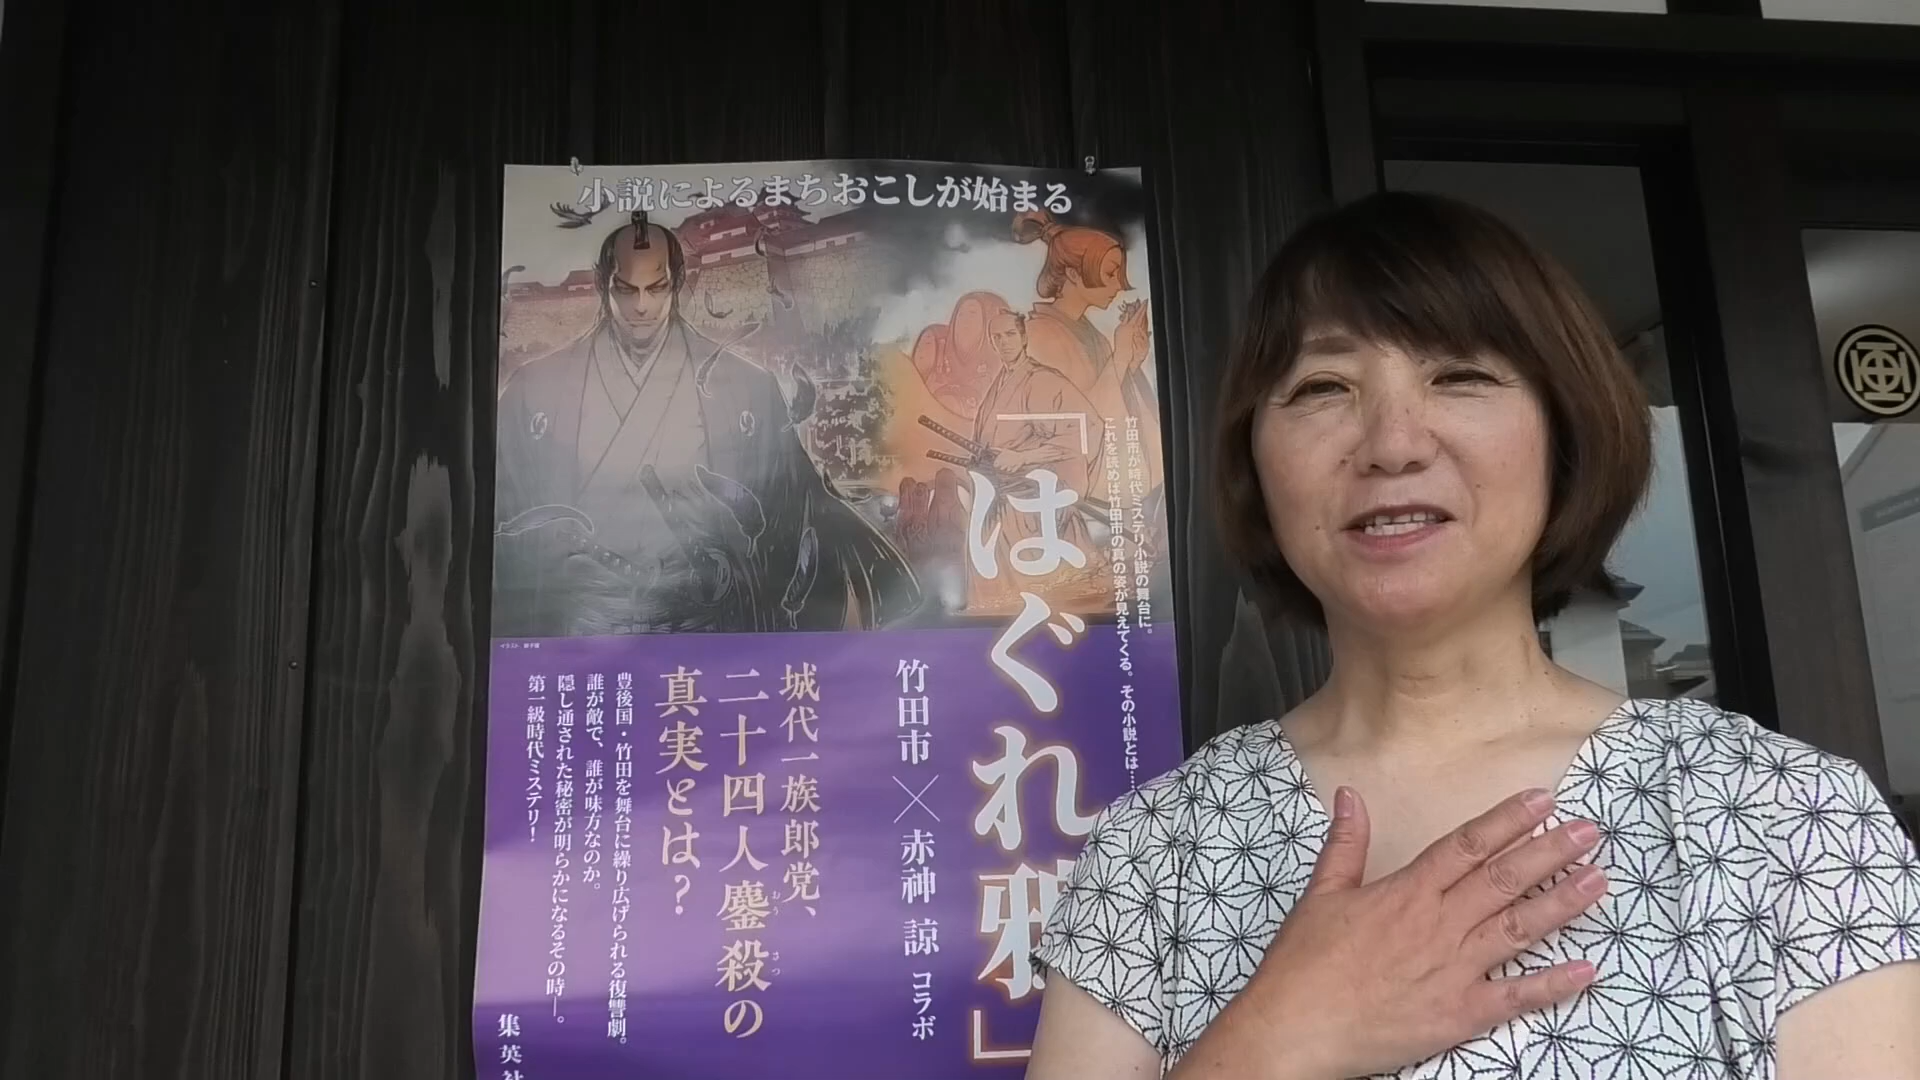 小説によるまちおこしが始まる
竹田市が時代ミステリ小説の舞台に。
これを読めば竹田市の真の姿が見えてくる。その小説とは…
「はぐれ鴉」
竹田市×赤神 諒 コラボ
城代一族郎党、
二十四人鏖殺の
おうさつ
真実とは?
豊後国・竹田を舞台に繰り広げられる復讐劇。
誰が敵で、誰が味方なのか。
隠し通された秘密が明らかになるその時―。
第一級時代ミステリ!
集英社